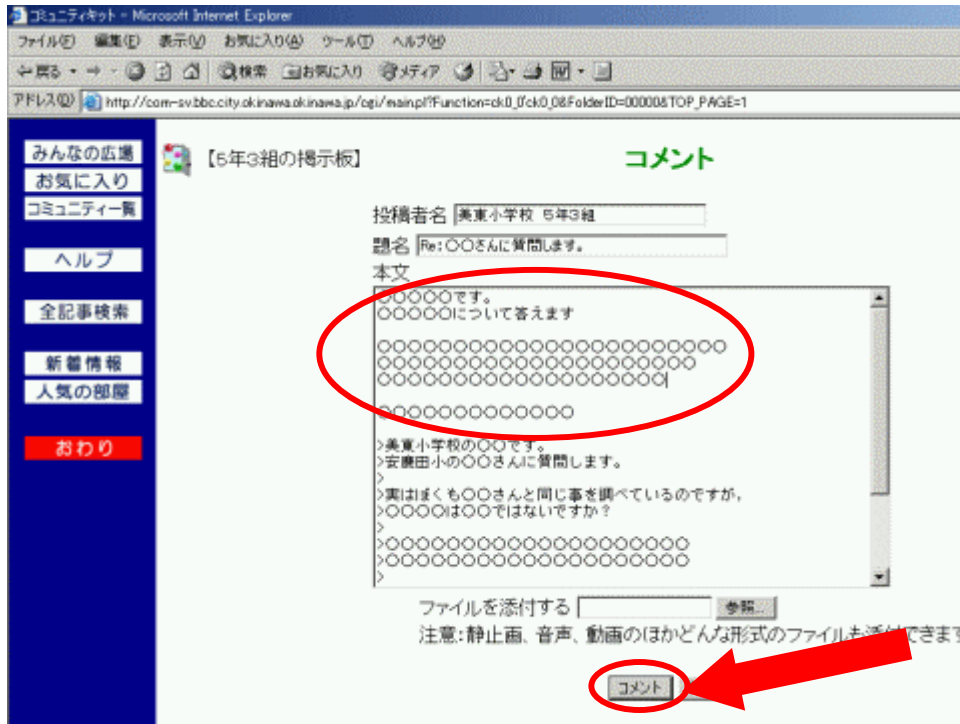 コミュニティキット - Microsoft Internet Explorer
ファイル(F) 編集(E) 表示(V) お気に入り(A) ツール(T) ヘルプ(H)
戻る 検索 お気に入り メディア
アドレス(D) http://com-sv.bbc.city.okinawa.okinawa.jp/cgi/main.pl?Function=ck0_0'ck0_0&FolderID=00000&TOP_PAGE=1
みんなの広場
お気に入り
コミュニティー覧
ヘルプ
全記事検索
新着情報
人気の部屋
おわり
【5年3組の掲示板】
コメント
投稿者名 美東小学校 5年3組
題名 Re:○○さんに質問します。
本文
○○○○○です。
○○○○○について答えます
○○○○○○○○○○○○○○○○○○○○○○○
○○○○○○○○○○○○○○○○○○○○○
○○○○○○○○○○○○○○○○○○○
○○○○○○○○○○○○○
>美東小学校の○○です。
>安慶田小の○○さんに質問します。
>
>実はぼくも○○さんと同じ事を調べているのですが、
>○○○○は○○ではないですか?
>
>○○○○○○○○○○○○○○○○○○○○
>○○○○○○○○○○○○○○○○○○○○
>
ファイルを添付する 参照...
注意:静止画、音声、動画のほかどんな形式のファイルも添付できます
コメント